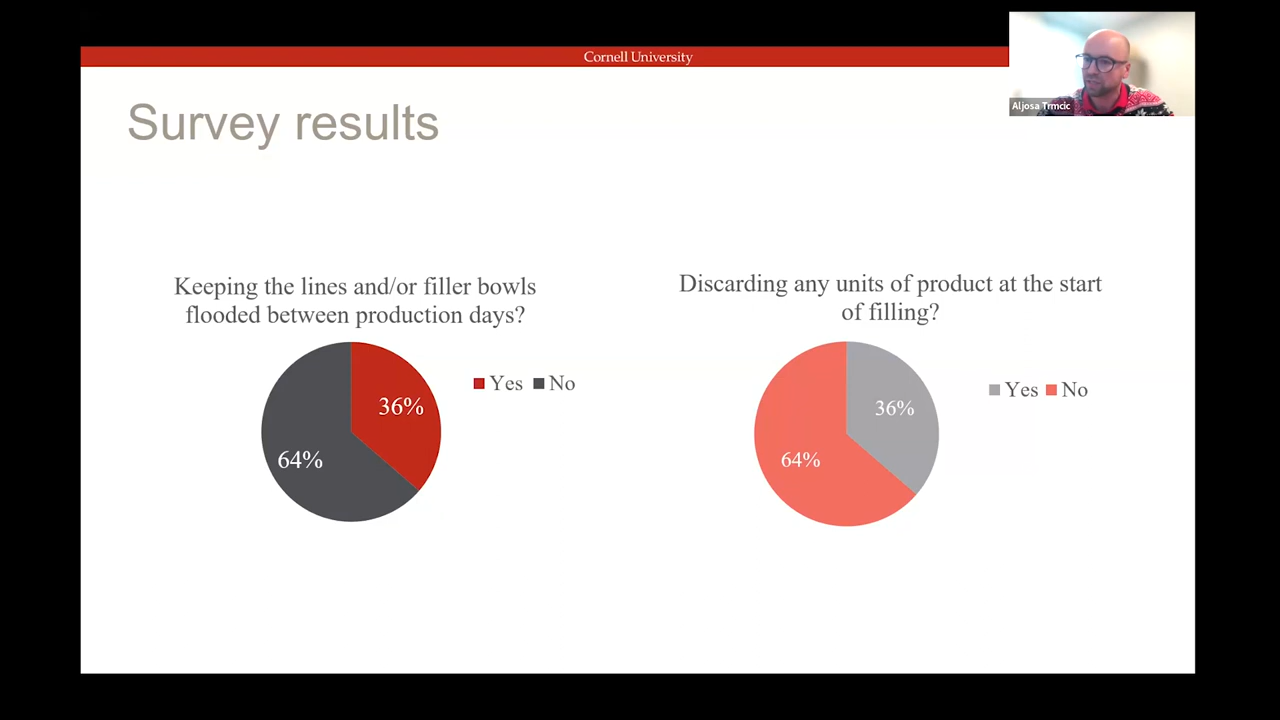 Cornell University
Aljosa Trmcic
Survey results
Keeping the lines and/or filler bowls
flooded between production days?
Yes No
36%
64%
Discarding any units of product at the start
of filling?
Yes No
36%
64%